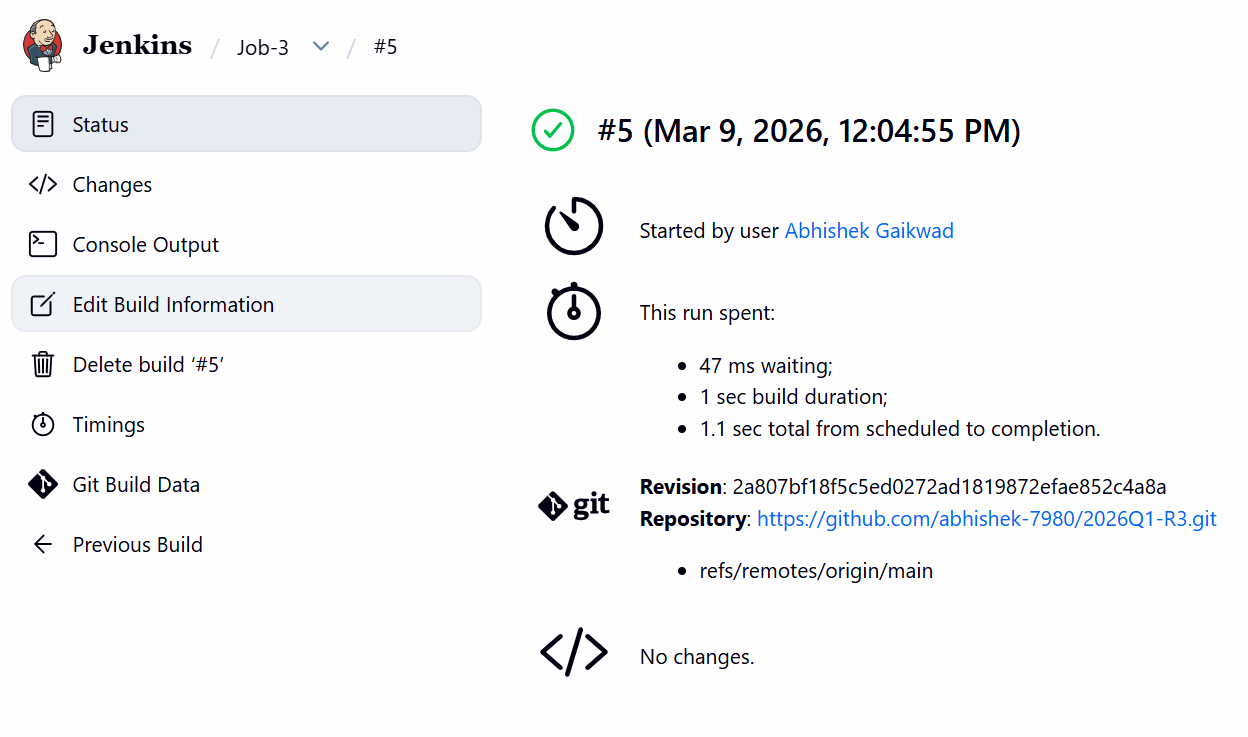 Jenkins / Job-3 / #5
Status
Changes
Console Output
Edit Build Information
Delete build ‘#5’
Timings
Git Build Data
Previous Build
#5 (Mar 9, 2026, 12:04:55 PM)
Started by user Abhishek Gaikwad
This run spent:
• 47 ms waiting;
• 1 sec build duration;
• 1.1 sec total from scheduled to completion.
git
Revision: 2a807bf18f5c5ed0272ad1819872efae852c4a8a
Repository: https://github.com/abhishek-7980/2026Q1-R3.git
• refs/remotes/origin/main
No changes.